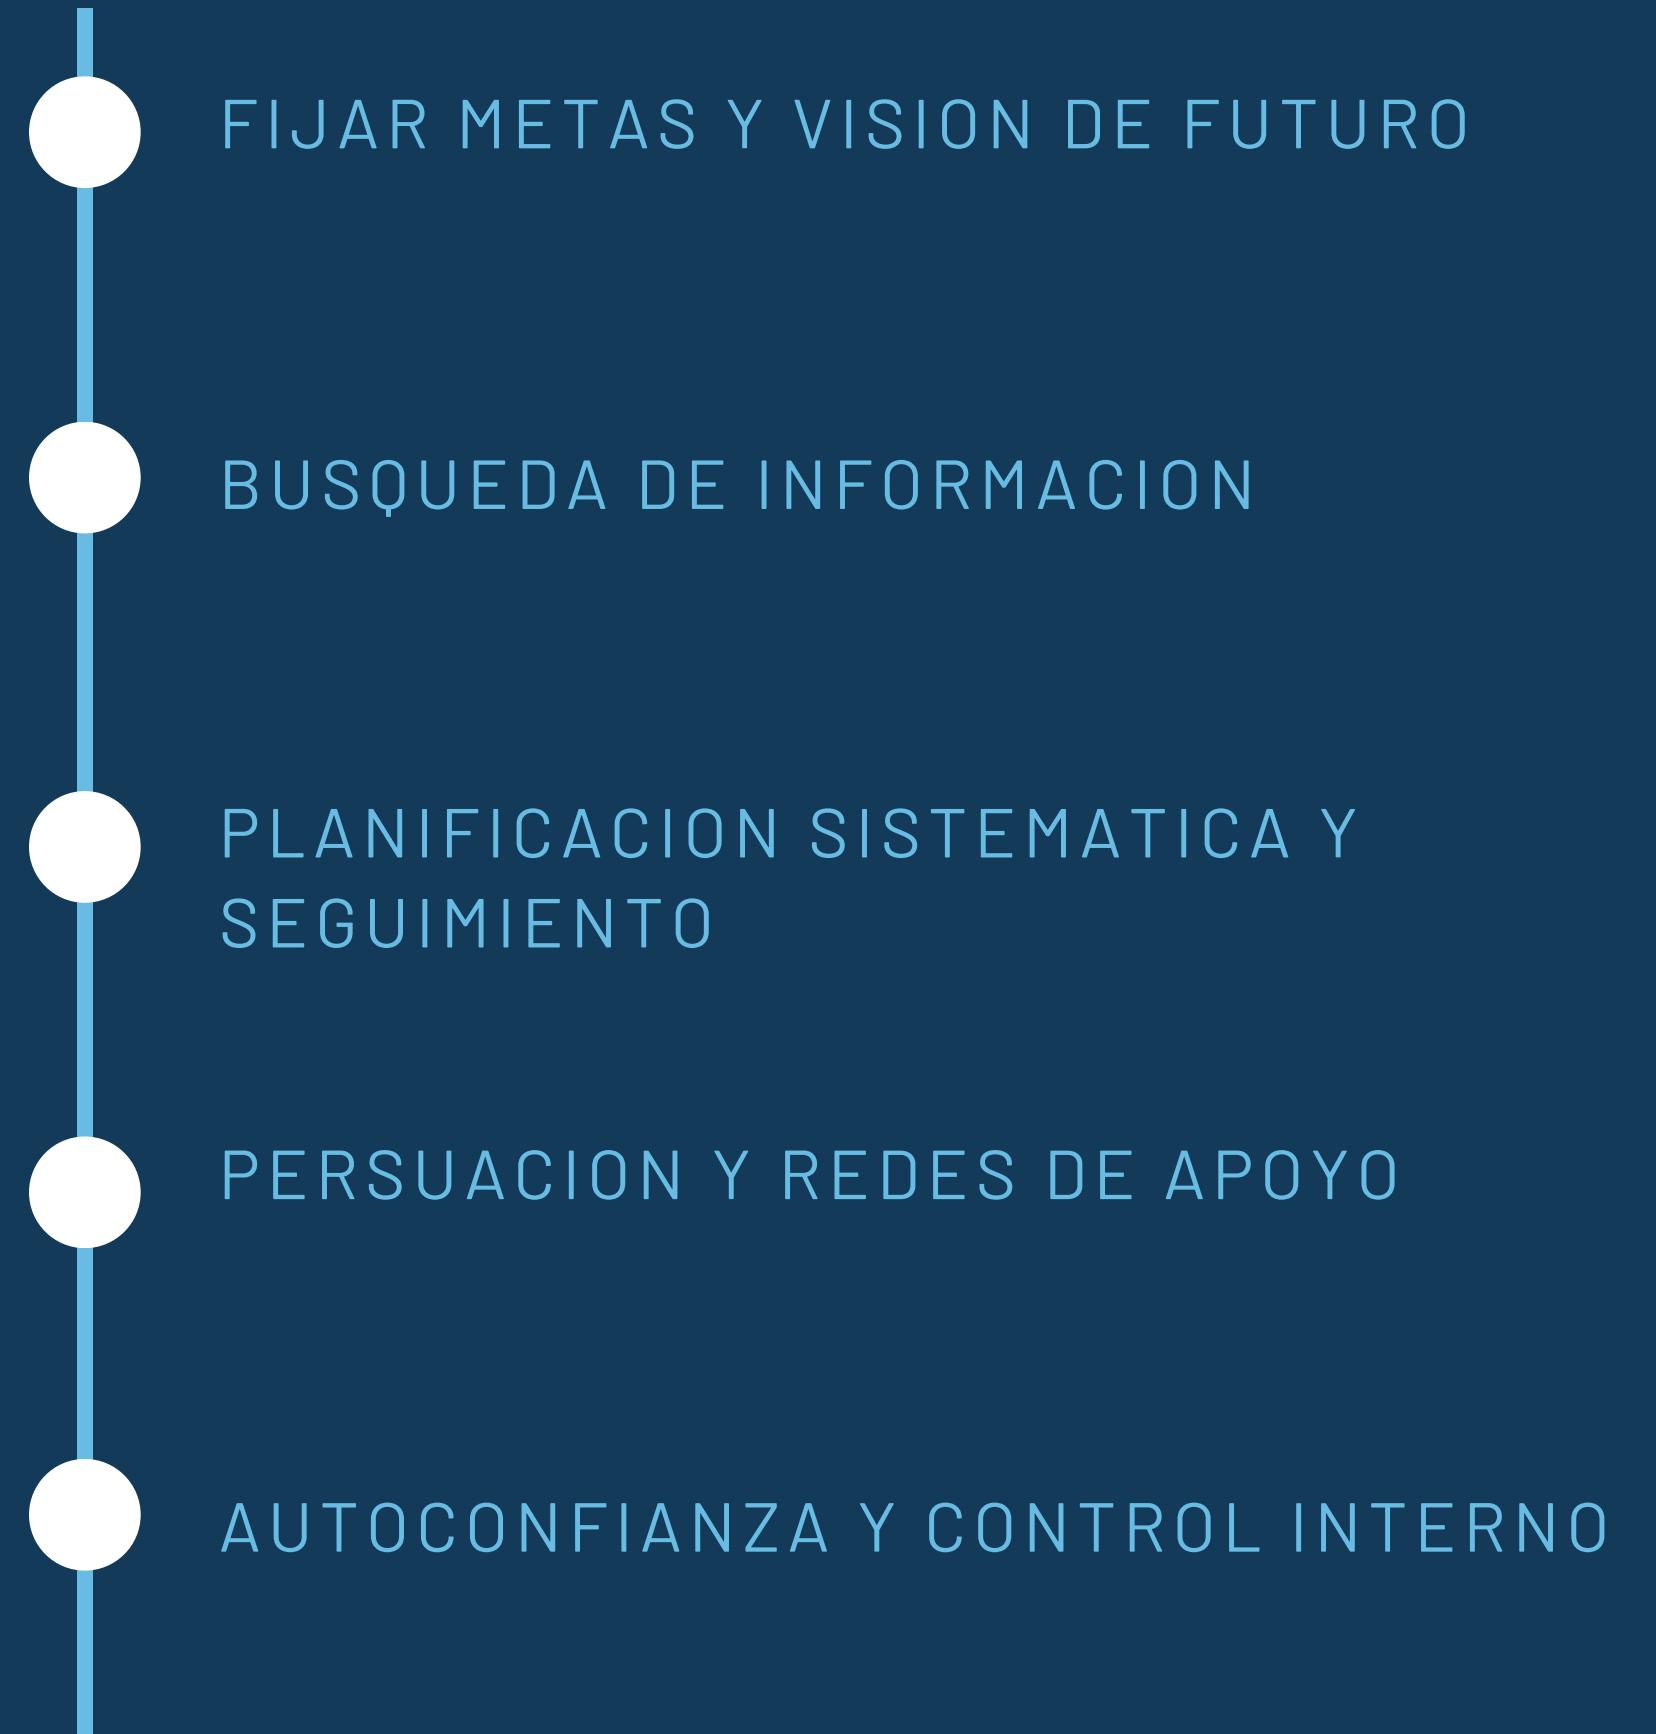 FIJAR METAS Y VISION DE FUTURO
BUSQUEDA DE INFORMACION
PLANIFICACION SISTEMATICA Y
SEGUIMIENTO
PERSUACION Y REDES DE APOYO
AUTOCONFIANZA Y CONTROL INTERNO